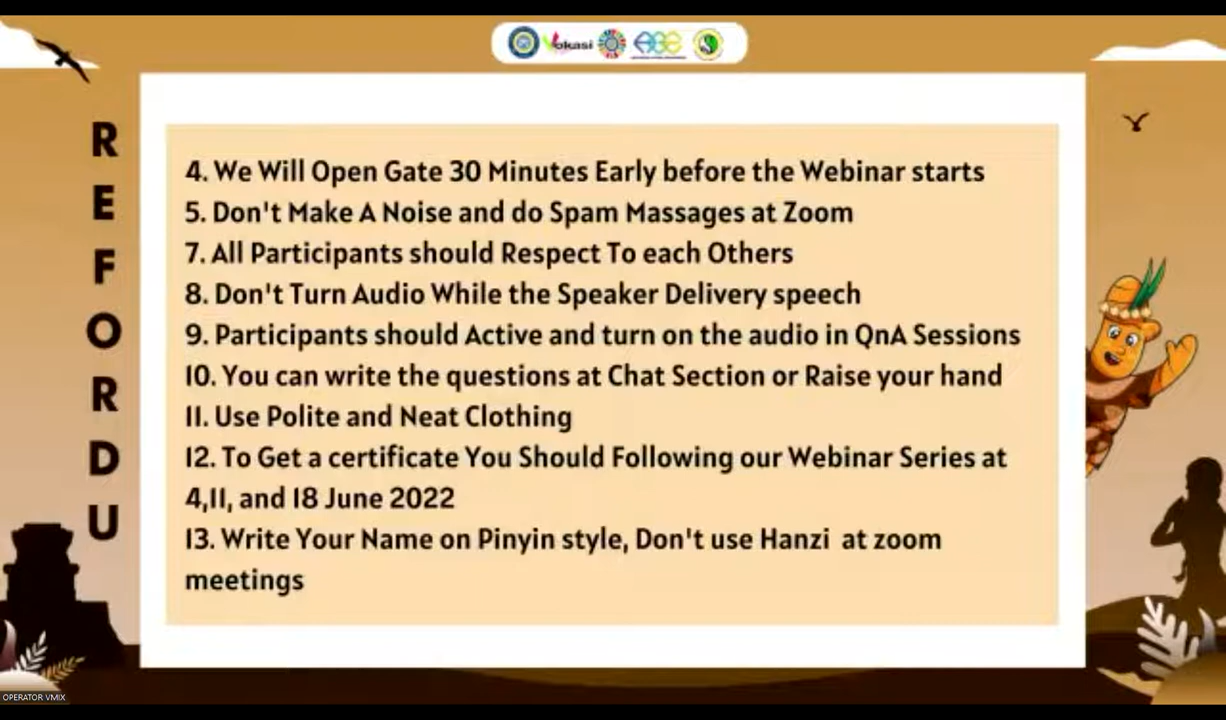 Vokasi
R
E
F
O
R
D
U
4. We Will Open Gate 30 Minutes Early before the Webinar starts
5. Don't Make A Noise and do Spam Massages at Zoom
7. All Participants should Respect To each Others
8. Don't Turn Audio While the Speaker Delivery speech
9. Participants should Active and turn on the audio in QnA Sessions
10. You can write the questions at Chat Section or Raise your hand
11. Use Polite and Neat Clothing
12. To Get a certificate You Should Following our Webinar Series at
4,11, and 18 June 2022
13. Write Your Name on Pinyin style, Don't use Hanzi at zoom
meetings
OPERATOR VMIX